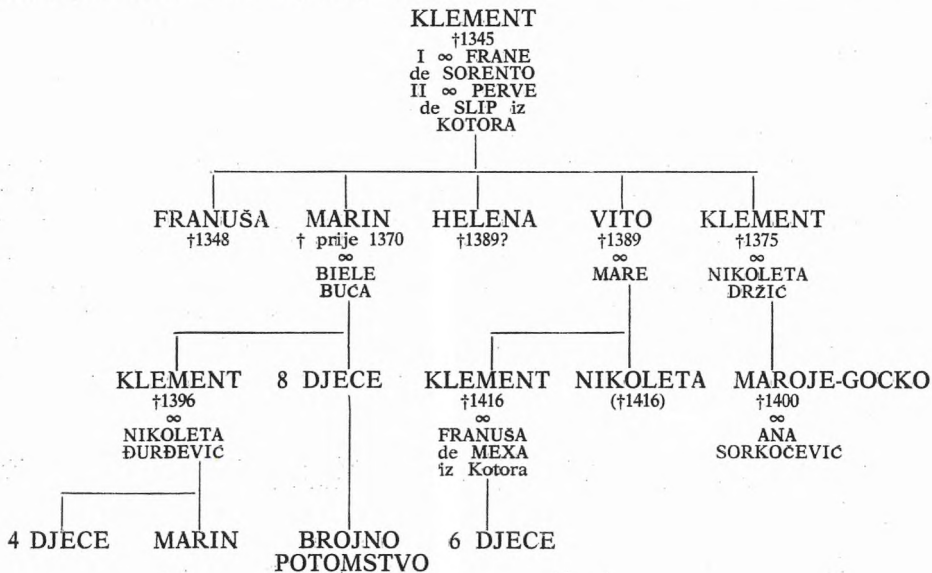 KLEMENT
†1345
I ∞ FRANE
de SORENTO
II ∞ PERVE
de SLIP iz
KOTORA
FRANUŠA
†1348
MARIN
† prije 1370
∞
BIELE
BUĆA
HELENA
†1389?
VITO
†1389
∞
MARE
KLEMENT
†1375
∞
NIKOLETA
DRŽIĆ
KLEMENT
†1396
∞
NIKOLETA
ĐURĐEVIĆ
8 DJECE
KLEMENT
†1416
∞
FRANUŠA
de MEXA
iz Kotora
NIKOLETA
(†1416)
MAROJE-GOCKO
†1400
∞
ANA
SORKOČEVIĆ
4 DJECE
MARIN
BROJNO
POTOMSTVO
6 DJECE